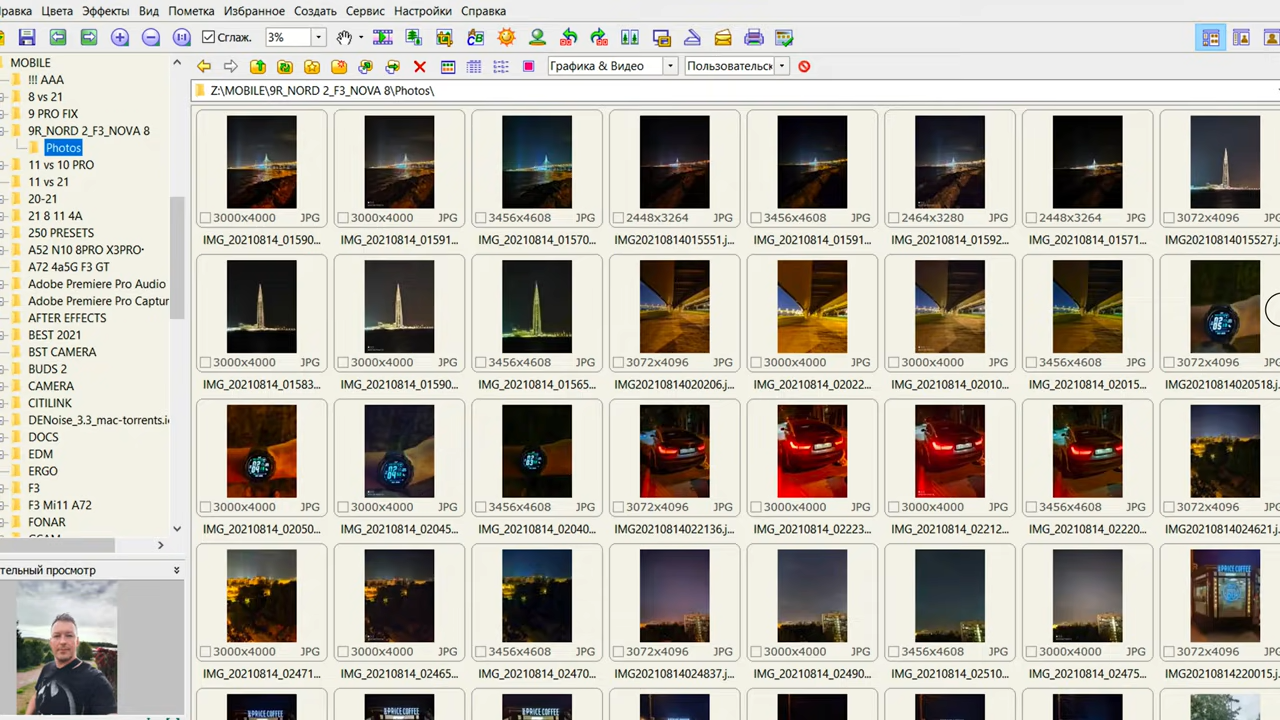 Цвета Эффекты Вид Пометка Избранное Создать Сервис Настройки Справка
Сглаж. 3%
MOBILE
!!! AAA
8 vs 21
9 PRO FIX
9R_NORD 2_F3_NOVA 8
Photos
11 vs 10 PRO
11 vs 21
20-21
21 8 11 4A
250 PRESETS
A52 N10 8PRO X3PRO
A72 4a5G F3 GT
Adobe Premiere Pro Audio
Adobe Premiere Pro Captur
AFTER EFFECTS
BEST 2021
BST CAMERA
BUDS 2
CAMERA
CITILINK
DENoise_3.3_mac-torrents.i
DOCS
EDM
ERGO
F3
F3 Mi11 A72
FONAR
тельный просмотр
Графика & Видео Пользовательск
Z:\MOBILE\9R_NORD 2_F3_NOVA 8\Photos\
3000x4000 JPG 3000x4000 JPG 3456x4608 JPG 2448x3264 JPG 3456x4608 JPG 2464x3280 JPG 2448x3264 JPG 3072x4096 JPG
IMG_20210814_01590... IMG_20210814_01591... IMG_20210814_01570... IMG20210814015551.j... IMG_20210814_01591... IMG_20210814_01592... IMG_20210814_01571... IMG20210814015527.j...
3000x4000 JPG 3000x4000 JPG 3456x4608 JPG 3072x4096 JPG 3000x4000 JPG 3000x4000 JPG 3456x4608 JPG 3072x4096 JPG
IMG_20210814_01583... IMG_20210814_01590... IMG_20210814_01565... IMG20210814020206.j... IMG_20210814_02022... IMG_20210814_02010... IMG_20210814_02015... IMG20210814020518.j...
3000x4000 JPG 3000x4000 JPG 3456x4608 JPG 3072x4096 JPG 3000x4000 JPG 3000x4000 JPG 3456x4608 JPG 3072x4096 JPG
IMG_20210814_02050... IMG_20210814_02045... IMG_20210814_02040... IMG20210814022136.j... IMG_20210814_02223... IMG_20210814_02212... IMG_20210814_02220... IMG20210814024621.j...
3000x4000 JPG 3000x4000 JPG 3456x4608 JPG 3072x4096 JPG 3000x4000 JPG 3456x4608 JPG 3000x4000 JPG 3072x4096 JPG
IMG_20210814_02471... IMG_20210814_02465... IMG_20210814_02470... IMG20210814024837.j... IMG_20210814_02490... IMG_20210814_02510... IMG_20210814_02475... IMG20210814220015.j...